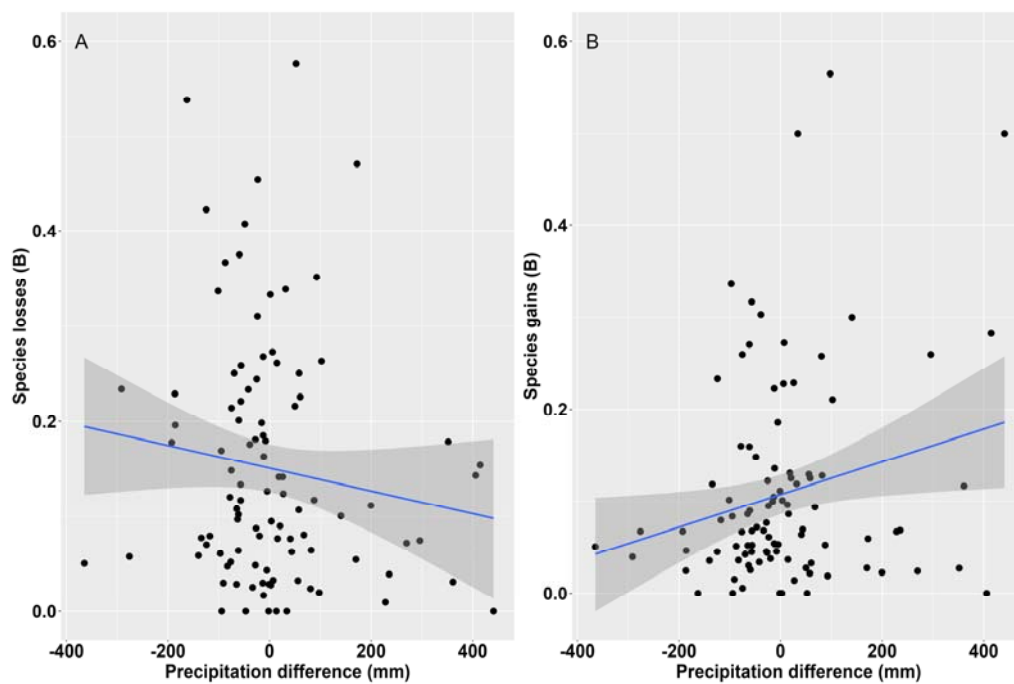 A
B
0.6
0.4
0.2
0.0
Species losses (B)
-400 -200 0 200 400
Precipitation difference (mm)
0.6
0.4
0.2
0.0
Species gains (B)
-400 -200 0 200 400
Precipitation difference (mm)